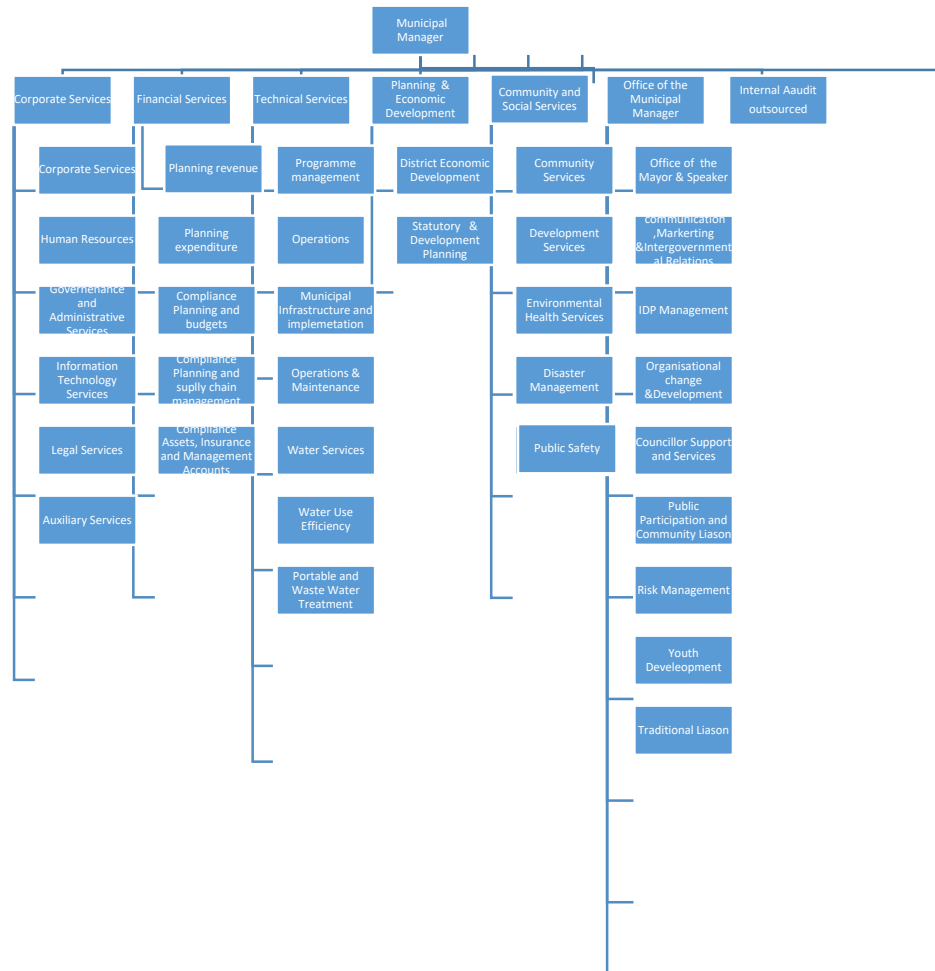 Municipal
Manager
Corporate Services
Financial Services
Technical Services
Planning &
Economic
Development
Community and
Social Services
Office of the
Municipal
Manager
Internal Aaudit
outsourced
Corporate Services
Human Resources
Governenance
and
Administrative
Services
Information
Technology
Services
Legal Services
Auxiliary Services
Planning revenue
Planning
expenditure
Compliance
Planning and
budgets
Compliance
Planning and
suplly chain
management
Compliance
Assets, Insurance
and Management
Accounts
Programme
management
Operations
Municipal
Infrastructure and
implemetation
Operations &
Maintenance
Water Services
Water Use
Efficiency
Portable and
Waste Water
Treatment
District Economic
Development
Statutory &
Development
Planning
Community
Services
Development
Services
Environmental
Health Services
Disaster
Management
Public Safety
Office of the
Mayor & Speaker
communication
,Markerting
&Intergovernment
al Relations
IDP Management
Organisational
change
&Development
Councillor Support
and Services
Public
Participation and
Community Liason
Risk Management
Youth
Develeopment
Traditional Liason